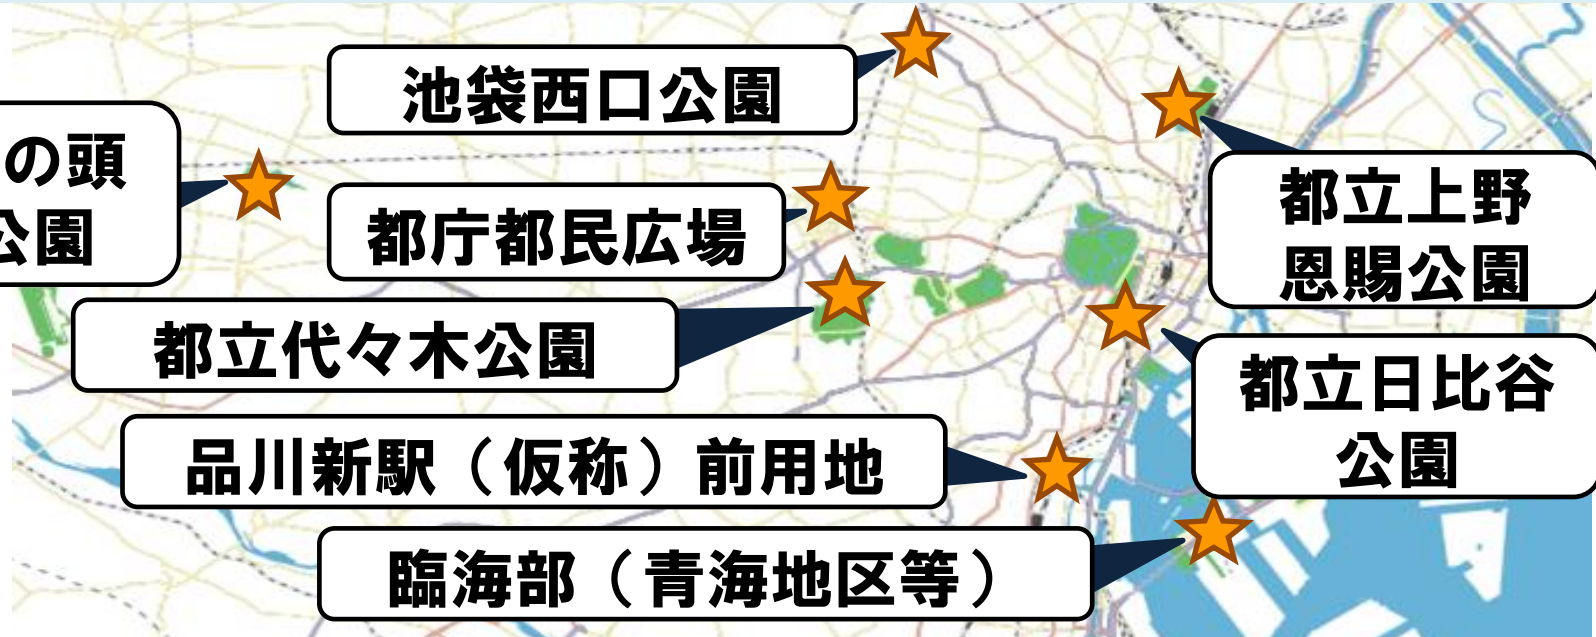 池袋西口公園
の頭
公園
都庁都民広場
都立上野
恩賜公園
都立代々木公園
都立日比谷
公園
品川新駅（仮称）前用地
臨海部（青海地区等）